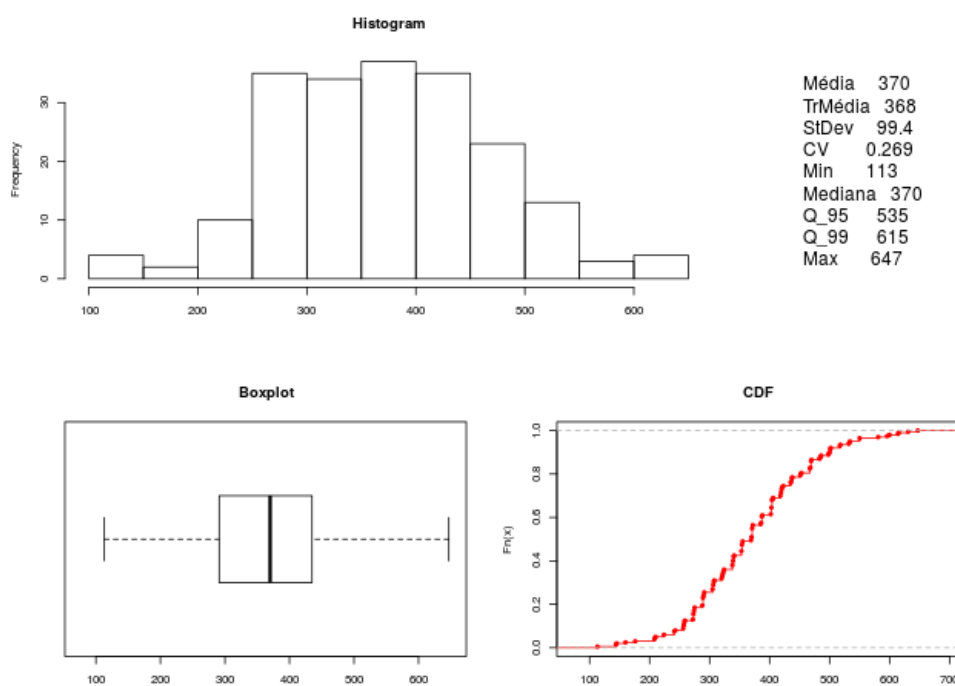 Histogram
Frequency
30
20
10
0
100 200 300 400 500 600
Média 370
TrMédia 368
StDev 99.4
CV 0.269
Min 113
Mediana 370
Q_95 535
Q_99 615
Max 647
Boxplot
100 200 300 400 500 600
CDF
Fn(x)
1.0
0.8
0.6
0.4
0.2
0.0
100 200 300 400 500 600 700